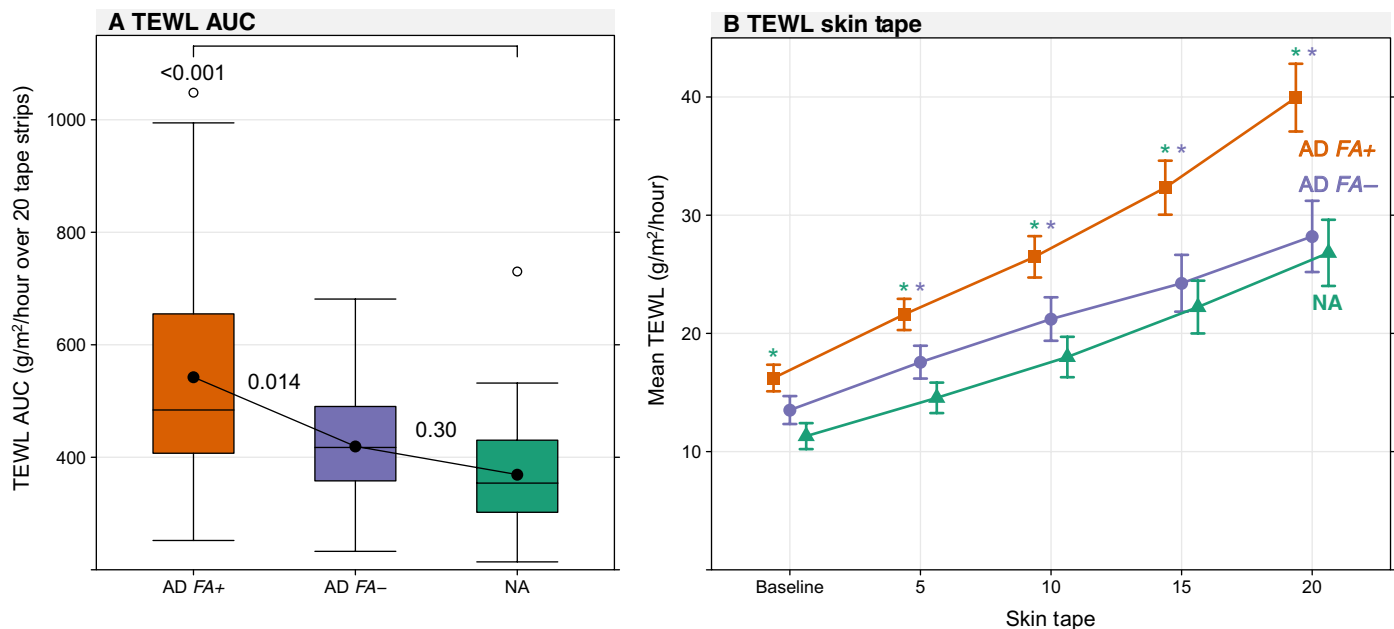 A TEWL AUC
TEWL AUC (g/m²/hour over 20 tape strips)
1000
800
600
400
<0.001
0.014
0.30
AD FA+
AD FA−
NA
B TEWL skin tape
Mean TEWL (g/m²/hour)
40
30
20
10
*
* *
* *
* *
* *
AD FA+
AD FA−
NA
Baseline
5
10
15
20
Skin tape